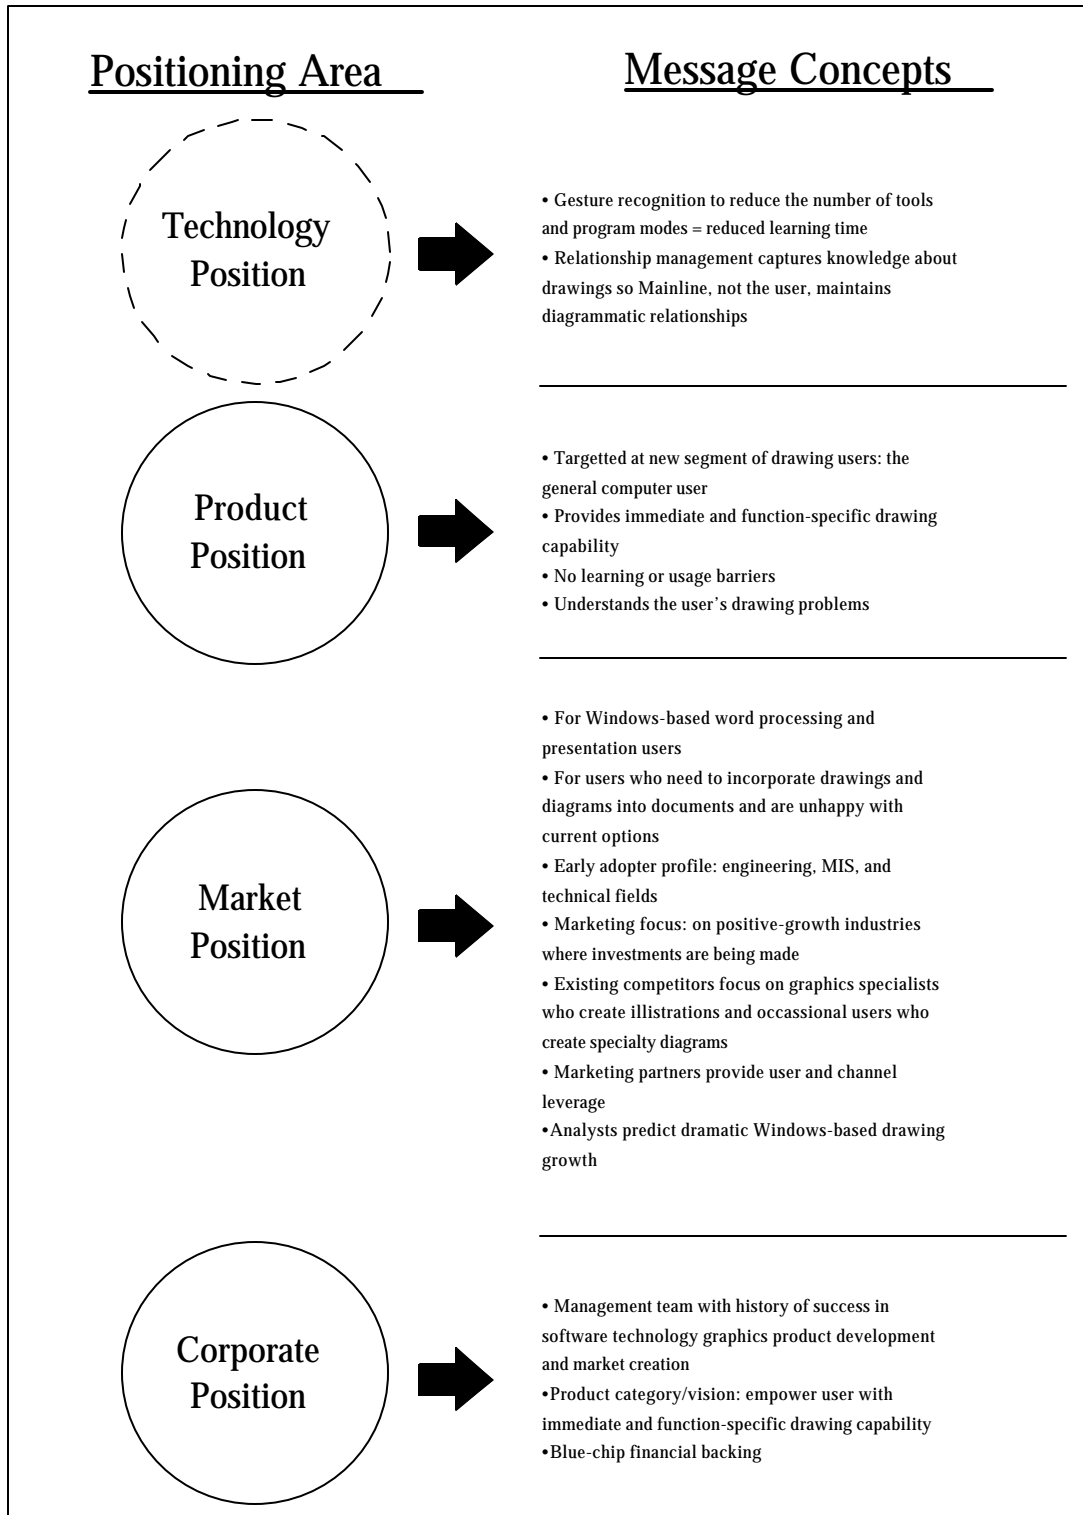 Positioning Area
Message Concepts
Technology
Position
• Gesture recognition to reduce the number of tools
and program modes = reduced learning time
• Relationship management captures knowledge about
drawings so Mainline, not the user, maintains
diagrammatic relationships
Product
Position
• Targetted at new segment of drawing users: the
general computer user
• Provides immediate and function-specific drawing
capability
• No learning or usage barriers
• Understands the user’s drawing problems
Market
Position
• For Windows-based word processing and
presentation users
• For users who need to incorporate drawings and
diagrams into documents and are unhappy with
current options
• Early adopter profile: engineering, MIS, and
technical fields
• Marketing focus: on positive-growth industries
where investments are being made
• Existing competitors focus on graphics specialists
who create illistrations and occassional users who
create specialty diagrams
• Marketing partners provide user and channel
leverage
•Analysts predict dramatic Windows-based drawing
growth
Corporate
Position
• Management team with history of success in
software technology graphics product development
and market creation
•Product category/vision: empower user with
immediate and function-specific drawing capability
•Blue-chip financial backing